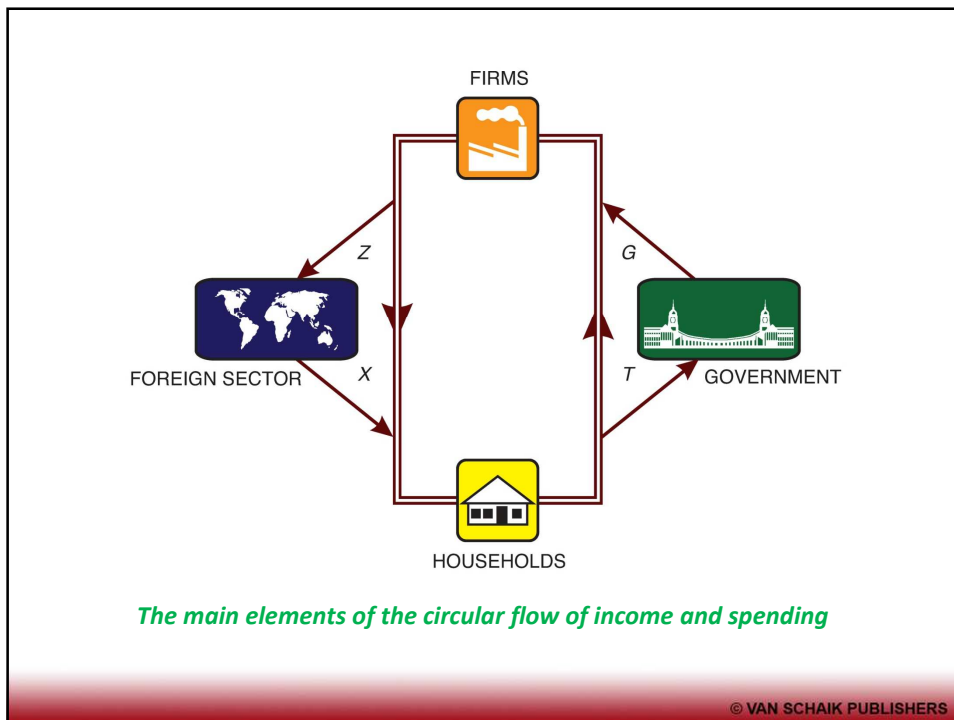 FIRMS
Z
G
FOREIGN SECTOR
X
T
GOVERNMENT
HOUSEHOLDS
The main elements of the circular flow of income and spending
© VAN SCHAIK PUBLISHERS